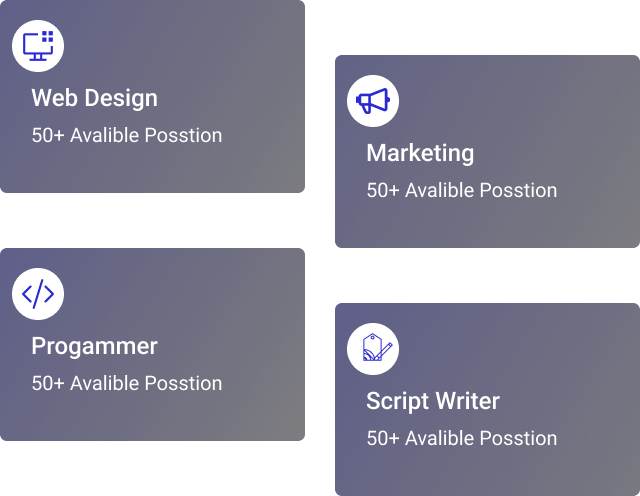 Web Design
50+ Avalible Posstion
Marketing
50+ Avalible Posstion
Progammer
50+ Avalible Posstion
Script Writer
50+ Avalible Posstion